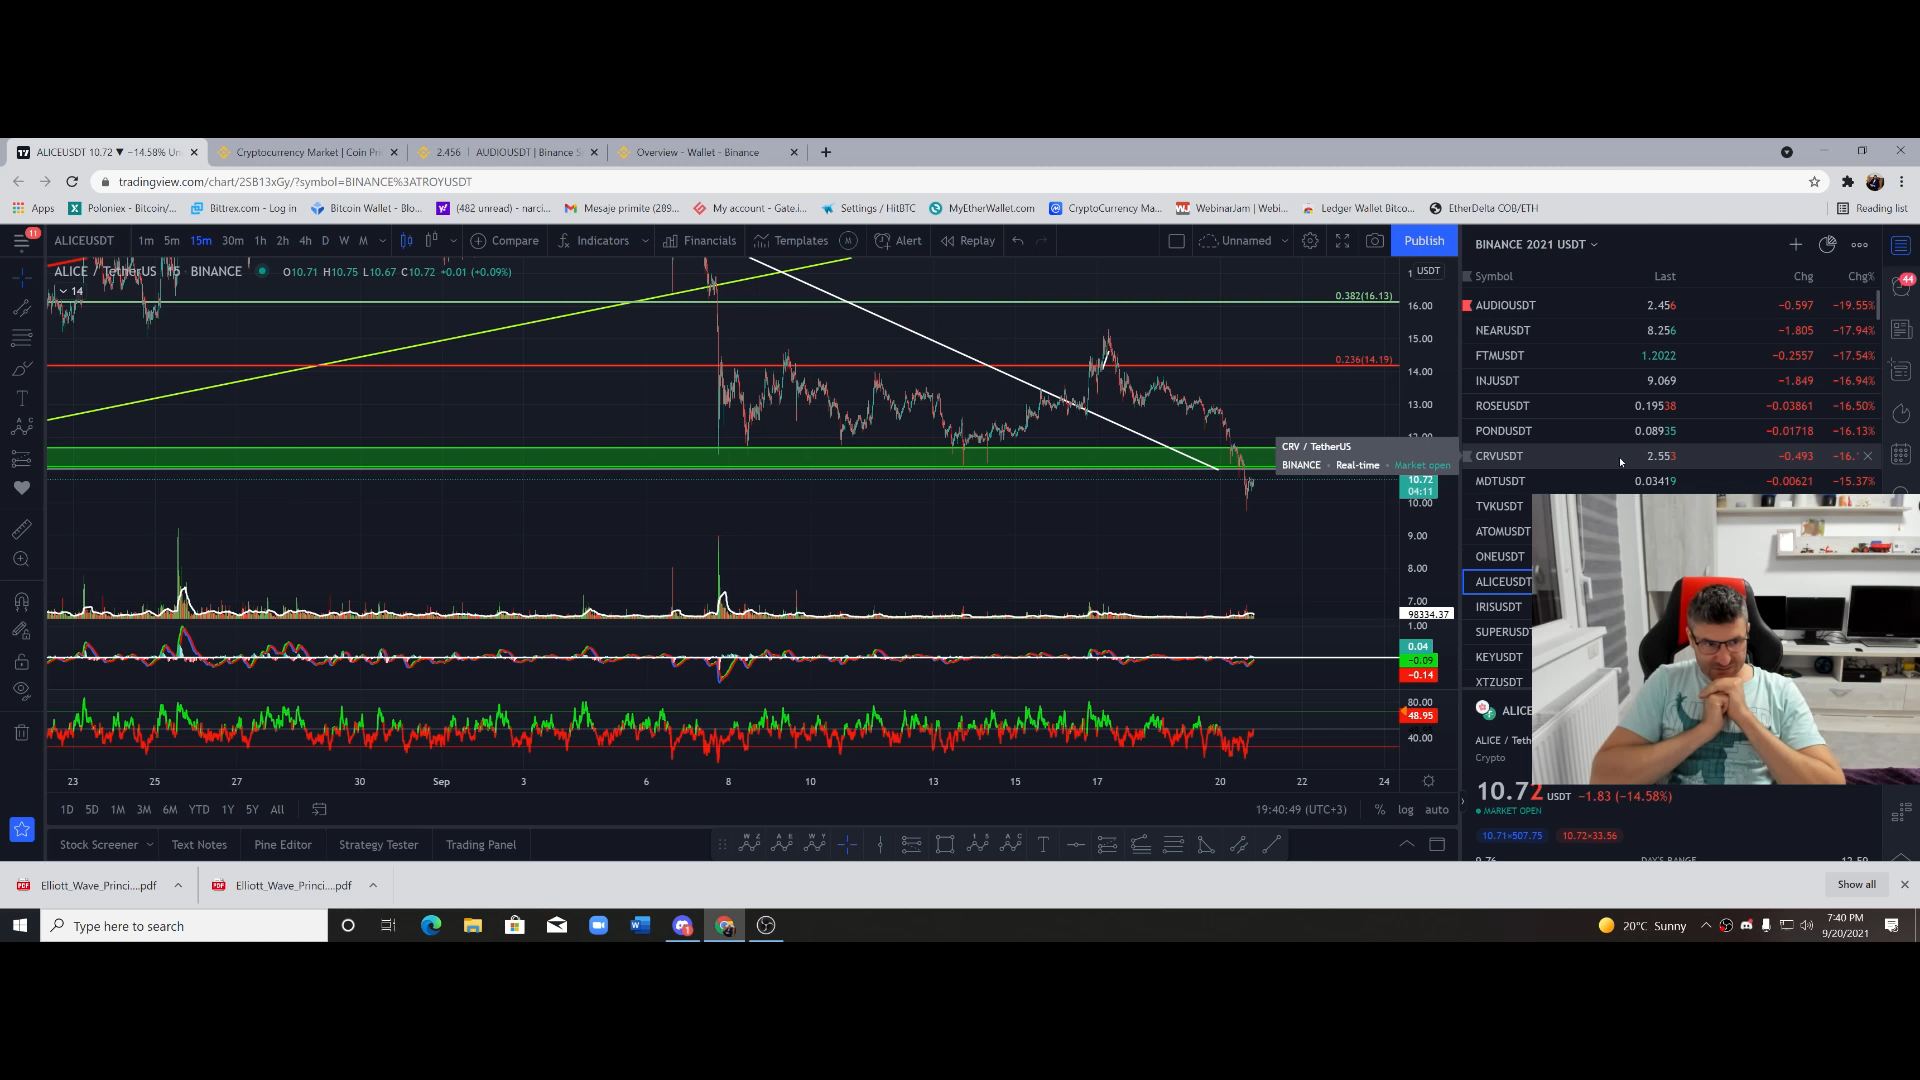 ALICEUSDT 10.72 ▼ −14.58% Un
Cryptocurrency Market | Coin Pri
2.456 | AUDIOUSDT | Binance S
Overview - Wallet - Binance
tradingview.com/chart/2SB13xGy/?symbol=BINANCE%3ATROYUSDT
Apps
Poloniex - Bitcoin/...
Bittrex.com - Log in
Bitcoin Wallet - Blo...
(482 unread) - narci...
Mesaje primite (289...
My account - Gate.i...
Settings / HitBTC
MyEtherWallet.com
CryptoCurrency Ma...
WebinarJam | Webi...
Ledger Wallet Bitco...
EtherDelta COB/ETH
Reading list
11
ALICEUSDT
1m 5m 15m 30m 1h 2h 4h D W M
Compare
Indicators
Financials
Templates
Alert
Replay
Unnamed
Publish
BINANCE 2021 USDT
ALICE / TetherUS 15 BINANCE
O10.71 H10.75 L10.67 C10.72 +0.01 (+0.09%)
14
1 USDT
Symbol Last Chg Chg%
44
0.382(16.13)
16.00
AUDIOUSDT 2.456 −0.597 −19.55%
NEARUSDT 8.256 −1.805 −17.94%
15.00
0.236(14.19)
FTMUSDT 1.2022 −0.2557 −17.54%
14.00
INJUSDT 9.069 −1.849 −16.94%
13.00
ROSEUSDT 0.19538 −0.03861 −16.50%
PONDUSDT 0.08935 −0.01718 −16.13%
12.00
CRV / TetherUS
BINANCE • Real-time • Market open
CRVUSDT 2.553 −0.493 −16.
10.72
04:11
MDTUSDT 0.03419 −0.00621 −15.37%
10.00
TVKUSDT
9.00
ATOMUSDT
ONEUSDT
8.00
ALICEUSDT
7.00
IRISUSDT
98334.37
1.00
SUPERUSDT
0.04
−0.09
KEYUSDT
−0.14
XTZUSDT
80.00
48.95
40.00
ALICE
ALICE / Teth
Crypto
23 25 27 30 Sep 3 6 8 10 13 15 17 20 22 24
10.72 USDT −1.83 (−14.58%)
MARKET OPEN
1D 5D 1M 3M 6M YTD 1Y 5Y All
19:40:49 (UTC+3)
% log auto
10.71×507.75 10.72×33.56
Stock Screener
Text Notes
Pine Editor
Strategy Tester
Trading Panel
9.76 DAY'S RANGE 12.59
Elliott_Wave_Princi....pdf
Elliott_Wave_Princi....pdf
Show all
Type here to search
20°C Sunny
7:40 PM
9/20/2021